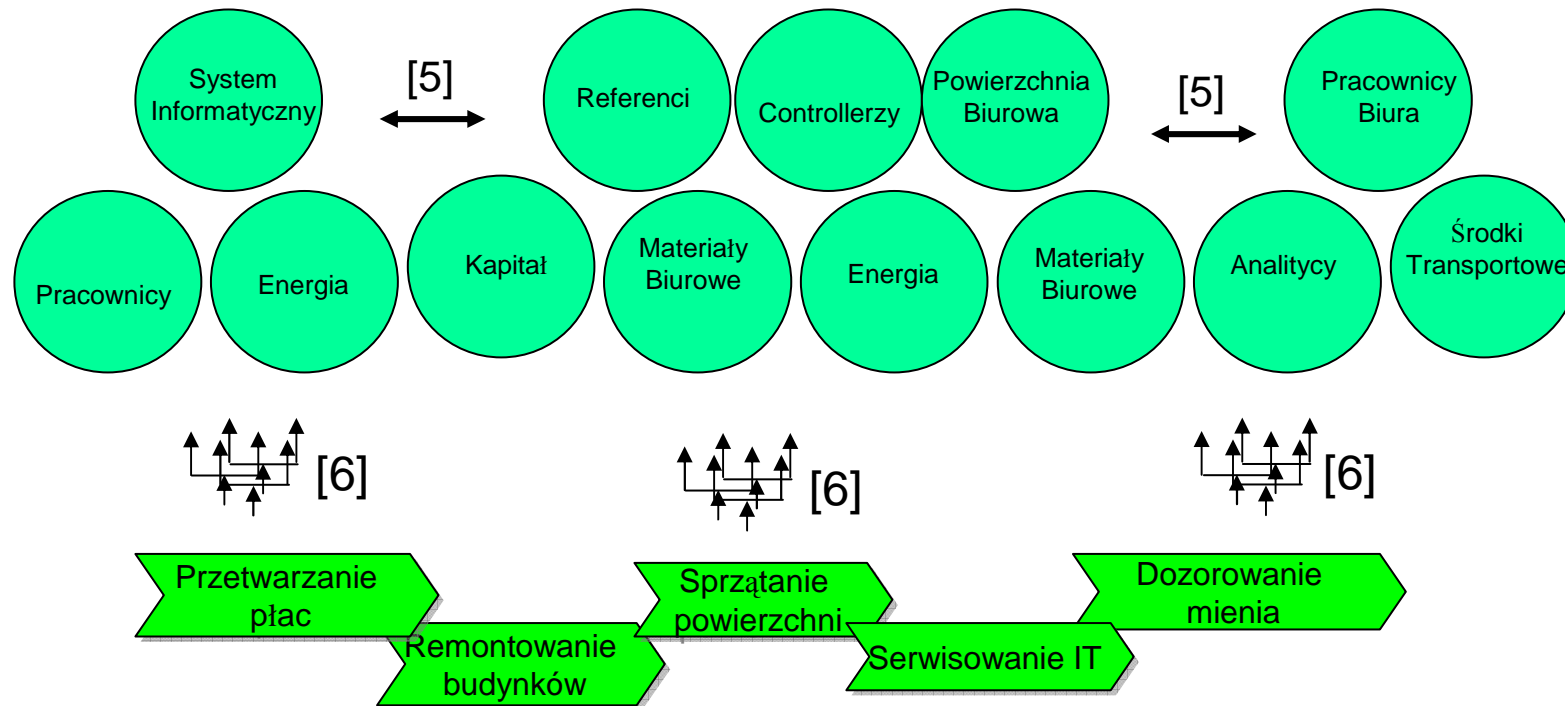 System
Informatyczny
[5]
Referenci
Controllerzy
Powierzchnia
Biurowa
[5]
Pracownicy
Biura
Pracownicy
Energia
Kapitał
Materiały
Biurowe
Energia
Materiały
Biurowe
Analitycy
Środki
Transportowe
[6]
[6]
[6]
Przetwarzanie
płac
Remontowanie
budynków
Sprzątanie
powierzchni
Serwisowanie IT
Dozorowanie
mienia